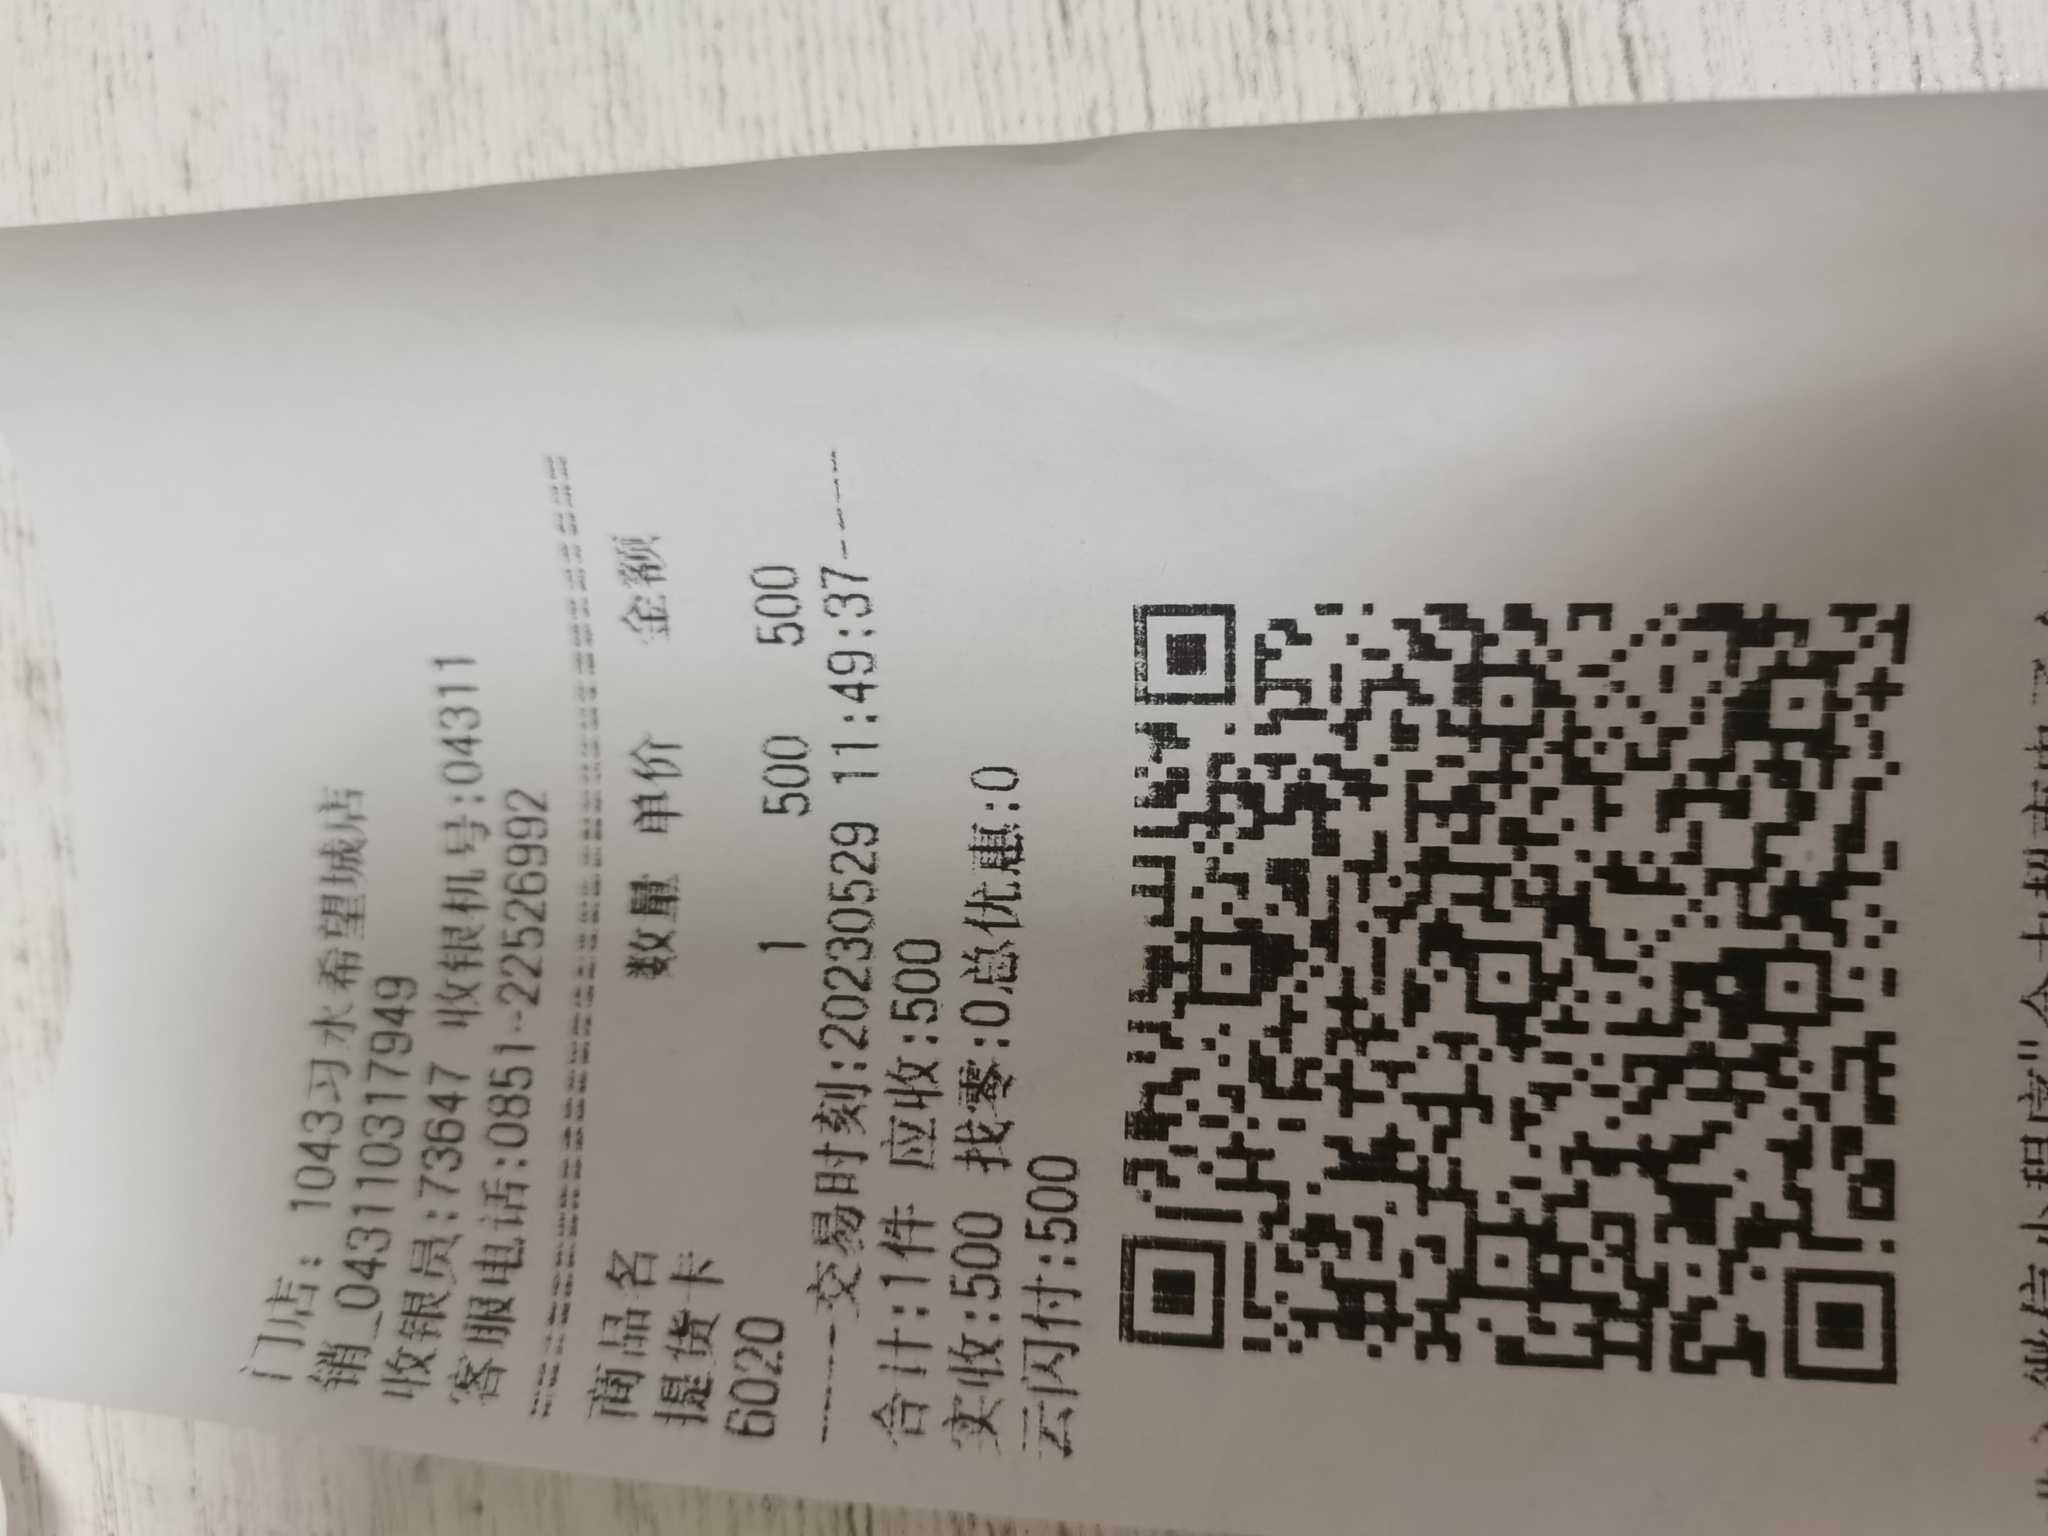 门店: 1043习水希望城店
销_043110317949
收银员:73647 收银机号:04311
客服电话:0851-22526992
商品名 数量 单价 金额
提货卡
6020 1 500 500
-----交易时刻:20230529 11:49:37-----
合计:1件 应收:500
实收:500 找零:0总优惠:0
云闪付:500